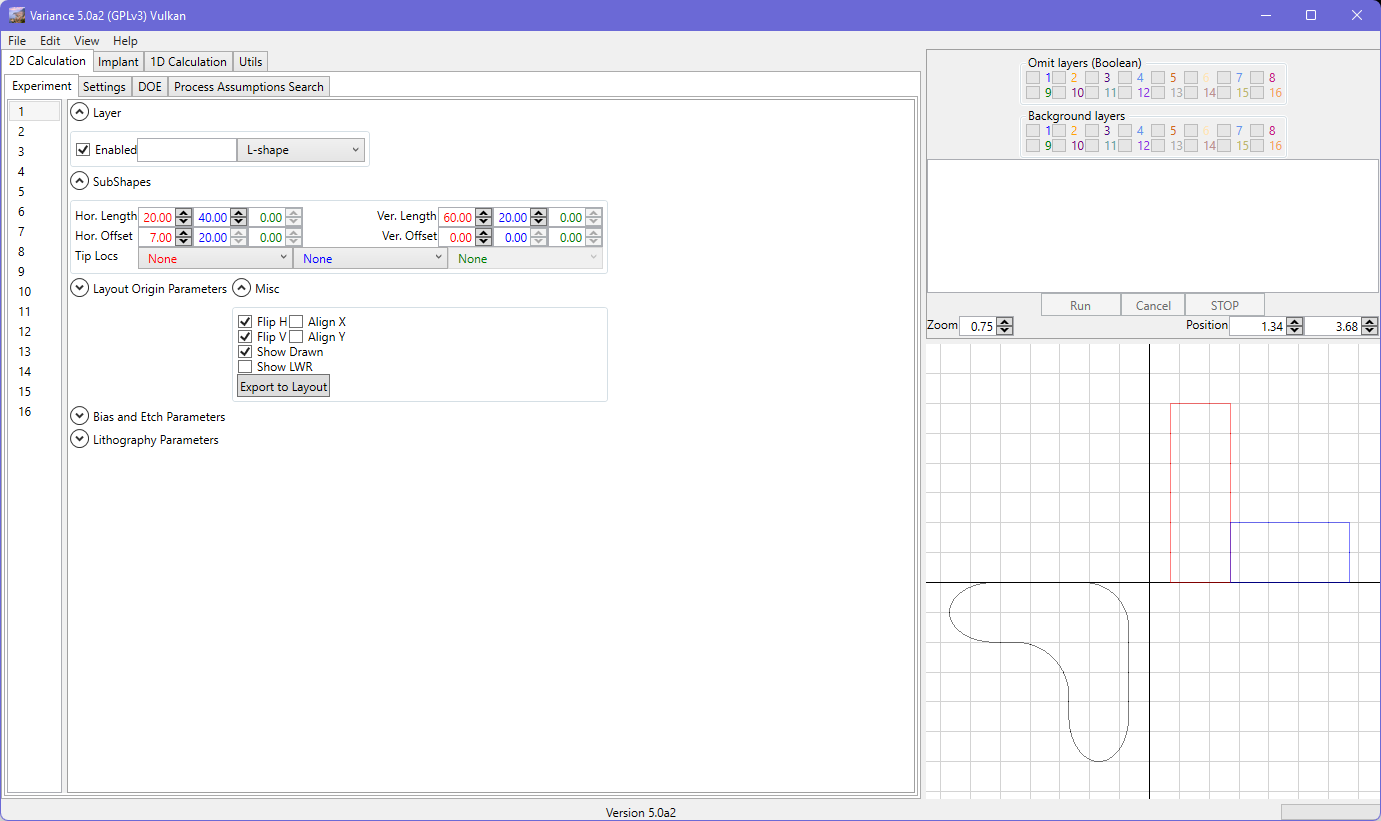 Variance 5.0a2 (GPLv3) Vulkan
File Edit View Help
2D Calculation Implant 1D Calculation Utils
Experiment Settings DOE Process Assumptions Search
1
2
3
4
5
6
7
8
9
10
11
12
13
14
15
16
Layer
Enabled L-shape
SubShapes
Hor. Length 20.00 40.00 0.00 Ver. Length 60.00 20.00 0.00
Hor. Offset 7.00 20.00 0.00 Ver. Offset 0.00 0.00 0.00
Tip Locs None None None
Layout Origin Parameters Misc
Flip H Align X
Flip V Align Y
Show Drawn
Show LWR
Export to Layout
Bias and Etch Parameters
Lithography Parameters
Omit layers (Boolean)
1 2 3 4 5 6 7 8
9 10 11 12 13 14 15 16
Background layers
1 2 3 4 5 6 7 8
9 10 11 12 13 14 15 16
Run Cancel STOP
Zoom 0.75 Position 1.34 3.68
Version 5.0a2